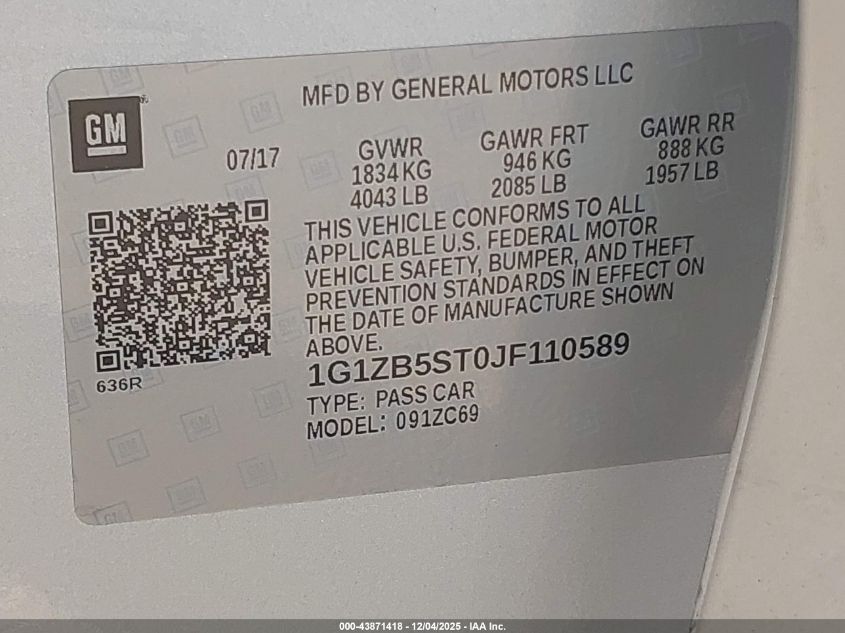 MFD BY GENERAL MOTORS LLC
GM
®
07/17
GVWR
1834 KG
4043 LB
GAWR FRT
946 KG
2085 LB
GAWR RR
888 KG
1957 LB
THIS VEHICLE CONFORMS TO ALL
APPLICABLE U.S. FEDERAL MOTOR
VEHICLE SAFETY, BUMPER, AND THEFT
PREVENTION STANDARDS IN EFFECT ON
THE DATE OF MANUFACTURE SHOWN
ABOVE.
636R
1G1ZB5ST0JF110589
TYPE: PASS CAR
MODEL: 091ZC69
000-43871418 - 12/04/2025 - IAA Inc.